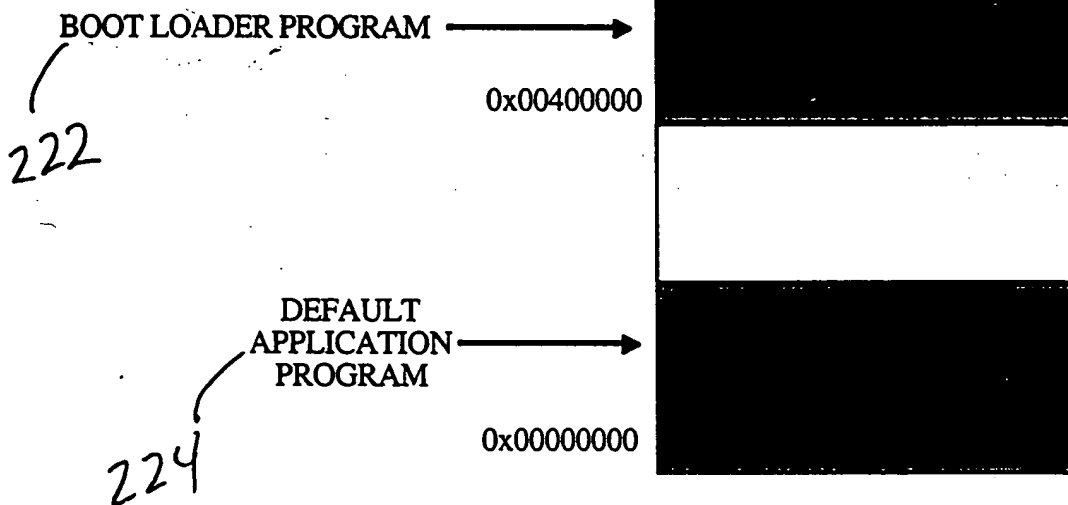 BOOT LOADER PROGRAM
0x00400000
222
DEFAULT
APPLICATION
PROGRAM
0x00000000
224